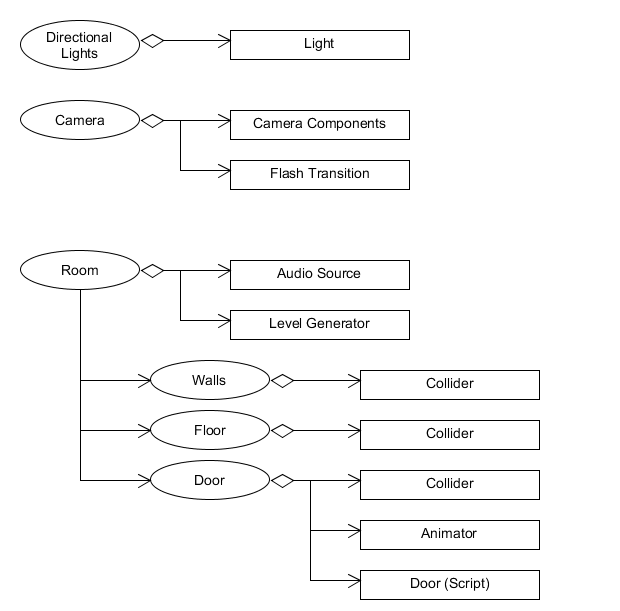 Directional
Lights
Light
Camera
Camera Components
Flash Transition
Room
Audio Source
Level Generator
Walls
Collider
Floor
Collider
Door
Collider
Animator
Door (Script)